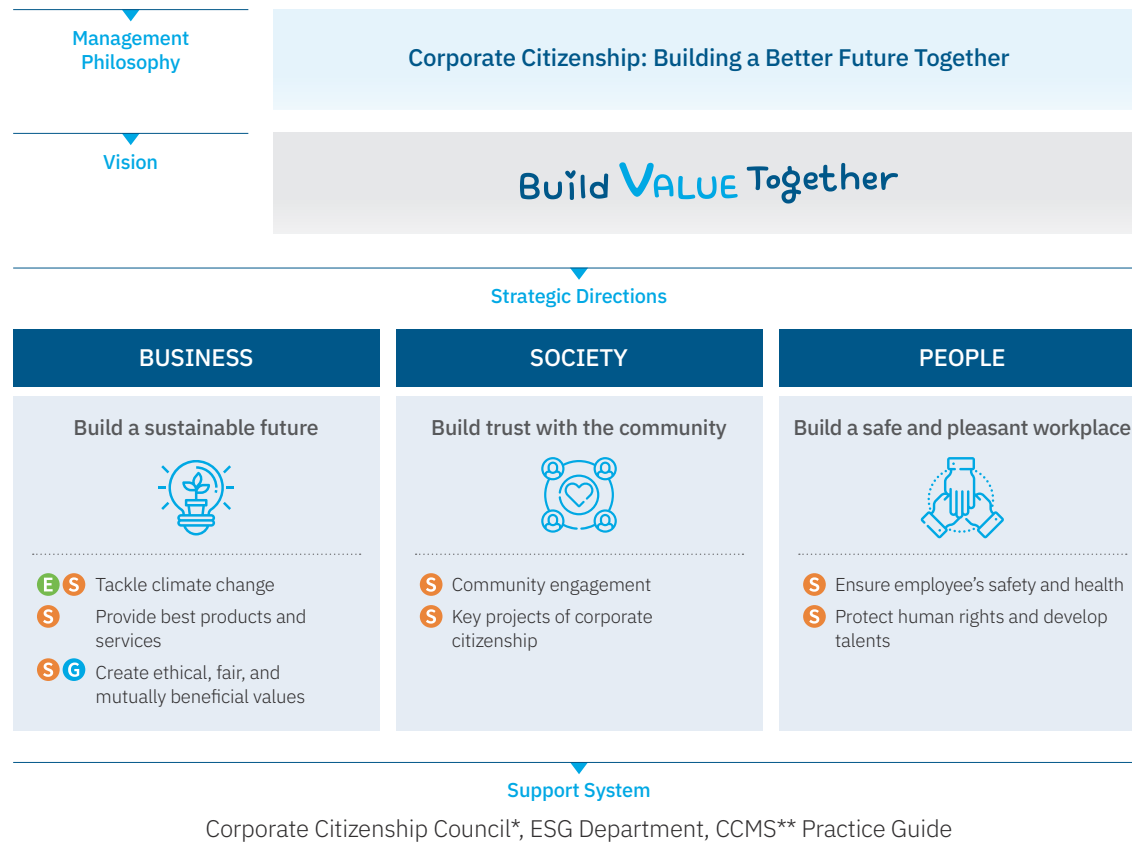 Management
Philosophy
Corporate Citizenship: Building a Better Future Together
Vision
Build VALUE Together
Strategic Directions
BUSINESS
Build a sustainable future
E S Tackle climate change
S Provide best products and
services
S G Create ethical, fair, and
mutually beneficial values
SOCIETY
Build trust with the community
S Community engagement
S Key projects of corporate
citizenship
PEOPLE
Build a safe and pleasant workplace
S Ensure employee’s safety and health
S Protect human rights and develop
talents
Support System
Corporate Citizenship Council*, ESG Department, CCMS** Practice Guide